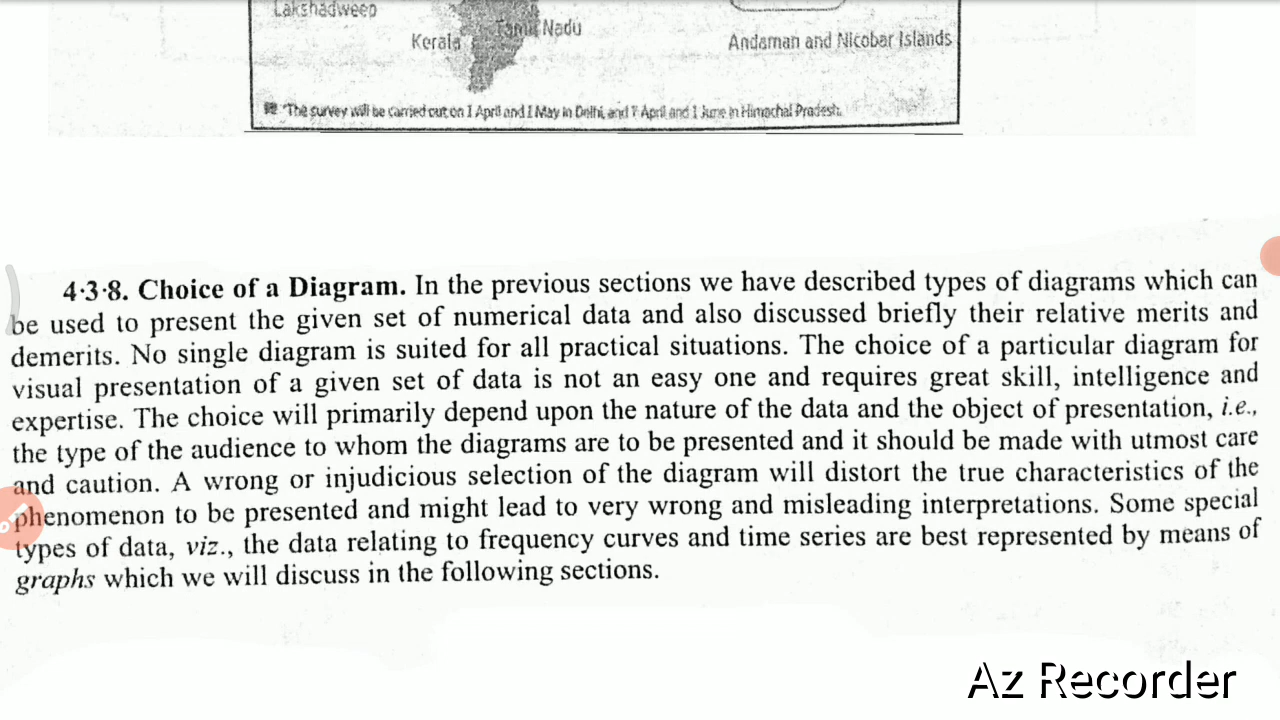 Lakshadweep
Tamil Nadu
Kerala
Andaman and Nicobar Islands
The survey will be carried out on 1 April and 1 May in Delhi, and 7 April and 1 June in Himachal Pradesh.
4·3·8. Choice of a Diagram. In the previous sections we have described types of diagrams which can
be used to present the given set of numerical data and also discussed briefly their relative merits and
demerits. No single diagram is suited for all practical situations. The choice of a particular diagram for
visual presentation of a given set of data is not an easy one and requires great skill, intelligence and
expertise. The choice will primarily depend upon the nature of the data and the object of presentation, i.e.,
the type of the audience to whom the diagrams are to be presented and it should be made with utmost care
and caution. A wrong or injudicious selection of the diagram will distort the true characteristics of the
phenomenon to be presented and might lead to very wrong and misleading interpretations. Some special
types of data, viz., the data relating to frequency curves and time series are best represented by means of
graphs which we will discuss in the following sections.
Az Recorder